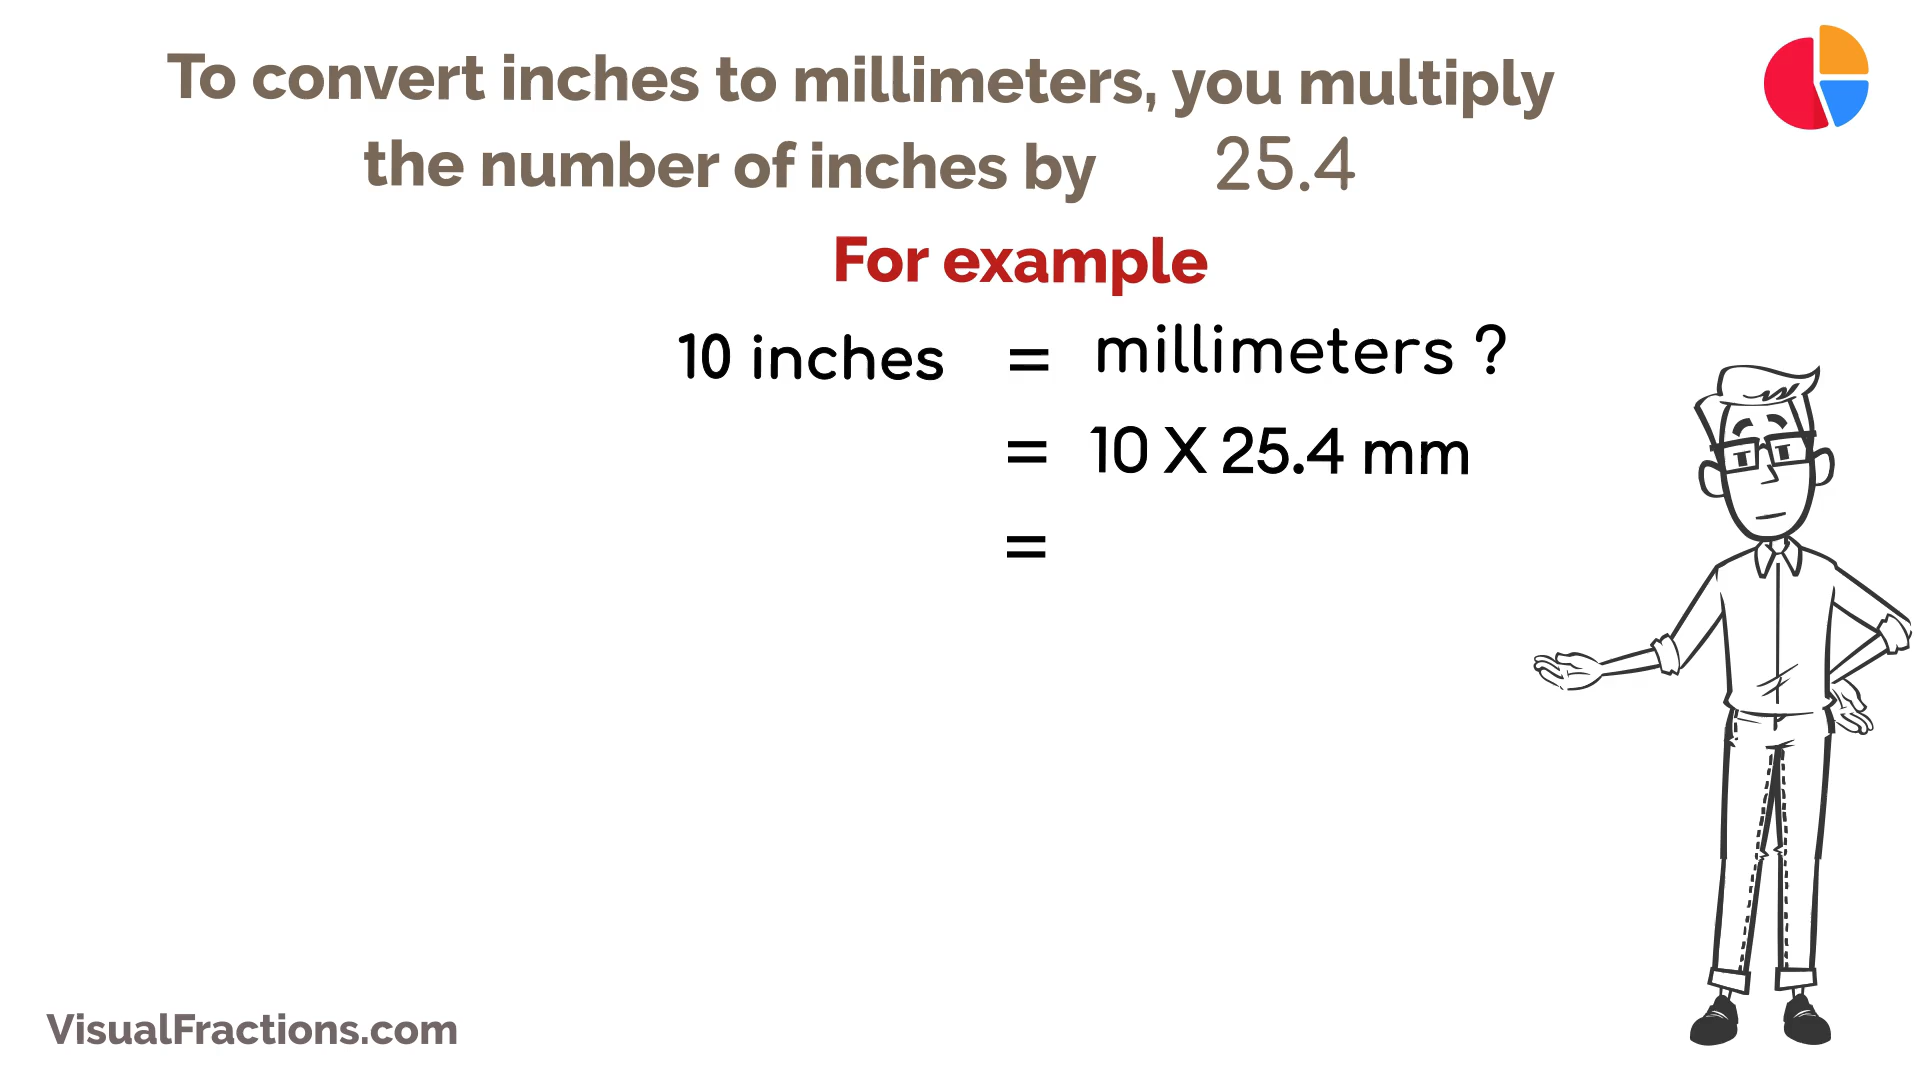 To convert inches to millimeters, you multiply
the number of inches by 25.4
For example
10 inches = millimeters ?
= 10 X 25.4 mm
=
VisualFractions.com